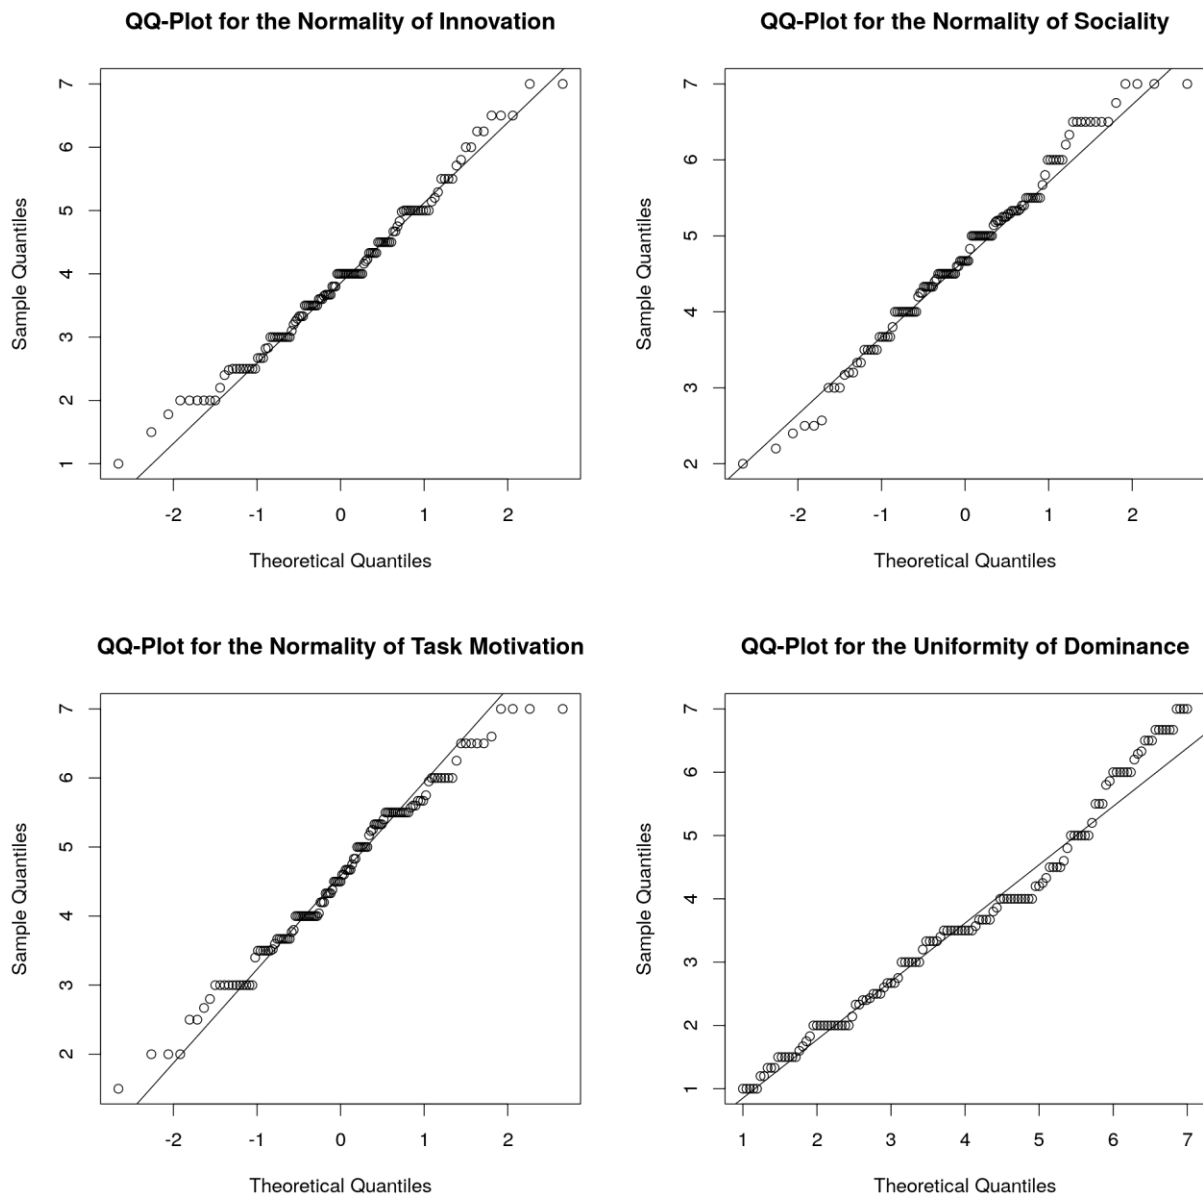 QQ-Plot for the Normality of Innovation
7
6
5
4
3
2
1
Sample Quantiles
-2 -1 0 1 2
Theoretical Quantiles
QQ-Plot for the Normality of Sociality
7
6
5
4
3
2
Sample Quantiles
-2 -1 0 1 2
Theoretical Quantiles
QQ-Plot for the Normality of Task Motivation
7
6
5
4
3
2
Sample Quantiles
-2 -1 0 1 2
Theoretical Quantiles
QQ-Plot for the Uniformity of Dominance
7
6
5
4
3
2
1
Sample Quantiles
1 2 3 4 5 6 7
Theoretical Quantiles